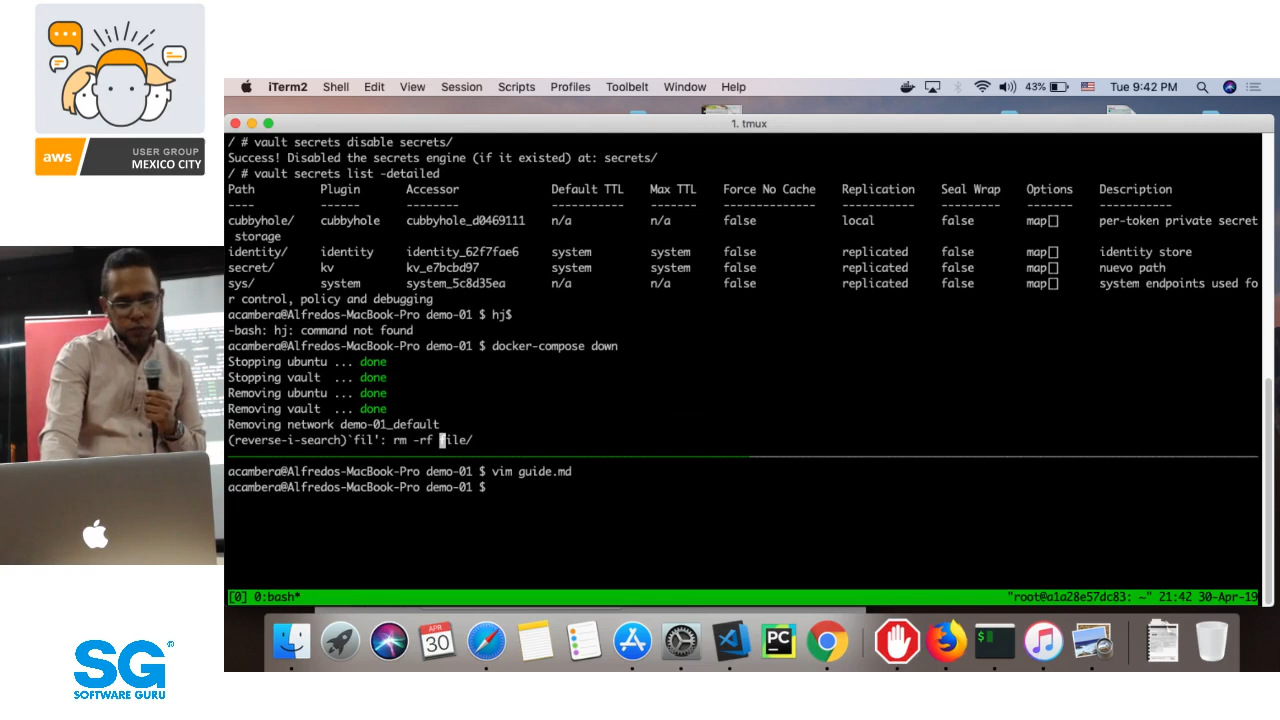 aws
USER GROUP
MEXICO CITY
iTerm2 Shell Edit View Session Scripts Profiles Toolbelt Window Help 43% Tue 9:42 PM
1. tmux
/ # vault secrets disable secrets/
Success! Disabled the secrets engine (if it existed) at: secrets/
/ # vault secrets list -detailed
Path Plugin Accessor Default TTL Max TTL Force No Cache Replication Seal Wrap Options Description
---- ------ -------- ----------- ------- -------------- ----------- --------- ------- -----------
cubbyhole/ cubbyhole cubbyhole_d0469111 n/a n/a false local false map[] per-token private secret
storage
identity/ identity identity_62f7fae6 system system false replicated false map[] identity store
secret/ kv kv_e7bcbd97 system system false replicated false map[] nuevo path
sys/ system system_5c8d35ea n/a n/a false replicated false map[] system endpoints used fo
r control, policy and debugging
acambera@Alfredos-MacBook-Pro demo-01 $ hj$
-bash: hj: command not found
acambera@Alfredos-MacBook-Pro demo-01 $ docker-compose down
Stopping ubuntu ... done
Stopping vault ... done
Removing ubuntu ... done
Removing vault ... done
Removing network demo-01_default
(reverse-i-search)`fil': rm -rf file/
acambera@Alfredos-MacBook-Pro demo-01 $ vim guide.md
acambera@Alfredos-MacBook-Pro demo-01 $
[0] 0:bash* "root@a1a28e57dc83: ~" 21:42 30-Apr-19
APR
30
PC
$
SG®
SOFTWARE GURU